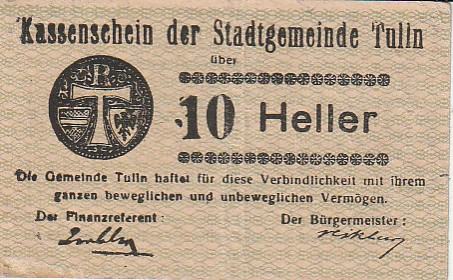 Kassenschein der Stadtgemeinde Tulln
über
10 Heller
Die Gemeinde Tulln haftet für diese Verbindlichkeit mit ihrem
ganzen beweglichen und unbeweglichen Vermögen.
Der Finanzreferent: Der Bürgermeister: